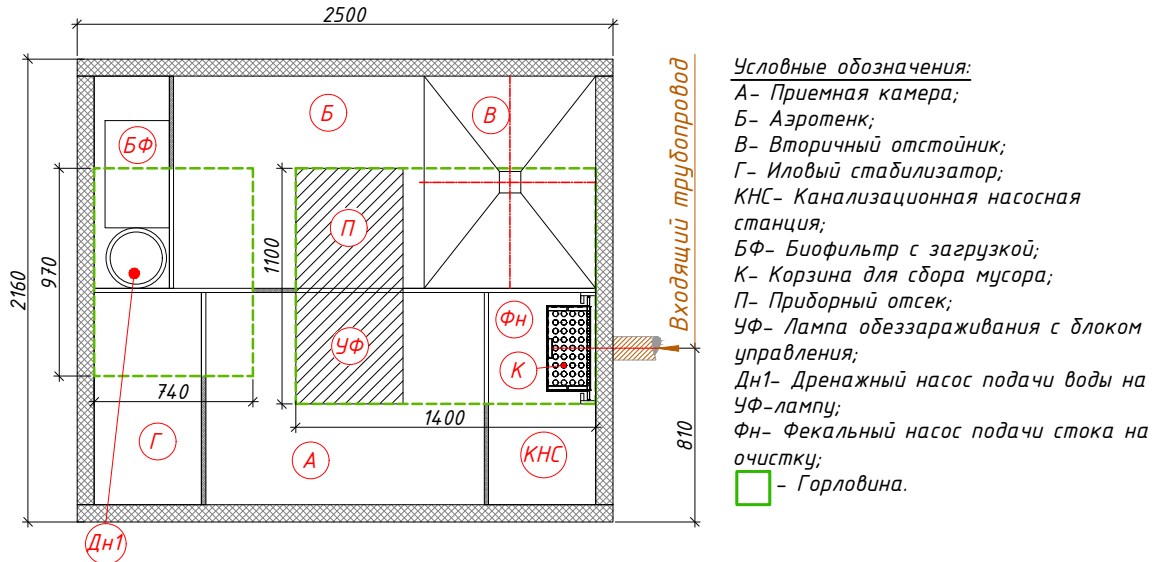 2500
Условные обозначения:
А- Приемная камера;
Б- Аэротенк;
В- Вторичный отстойник;
Г- Иловый стабилизатор;
КНС- Канализационная насосная
станция;
БФ- Биофильтр с загрузкой;
К- Корзина для сбора мусора;
П- Приборный отсек;
УФ- Лампа обеззараживания с блоком
управления;
Дн1- Дренажный насос подачи воды на
УФ-лампу;
Фн- Фекальный насос подачи стока на
очистку;
- Горловина.
Входящий трубопровод
Б
В
БФ
П
970
1100
2160
Фн
УФ
К
740
1400
810
Г
А
КНС
Дн1